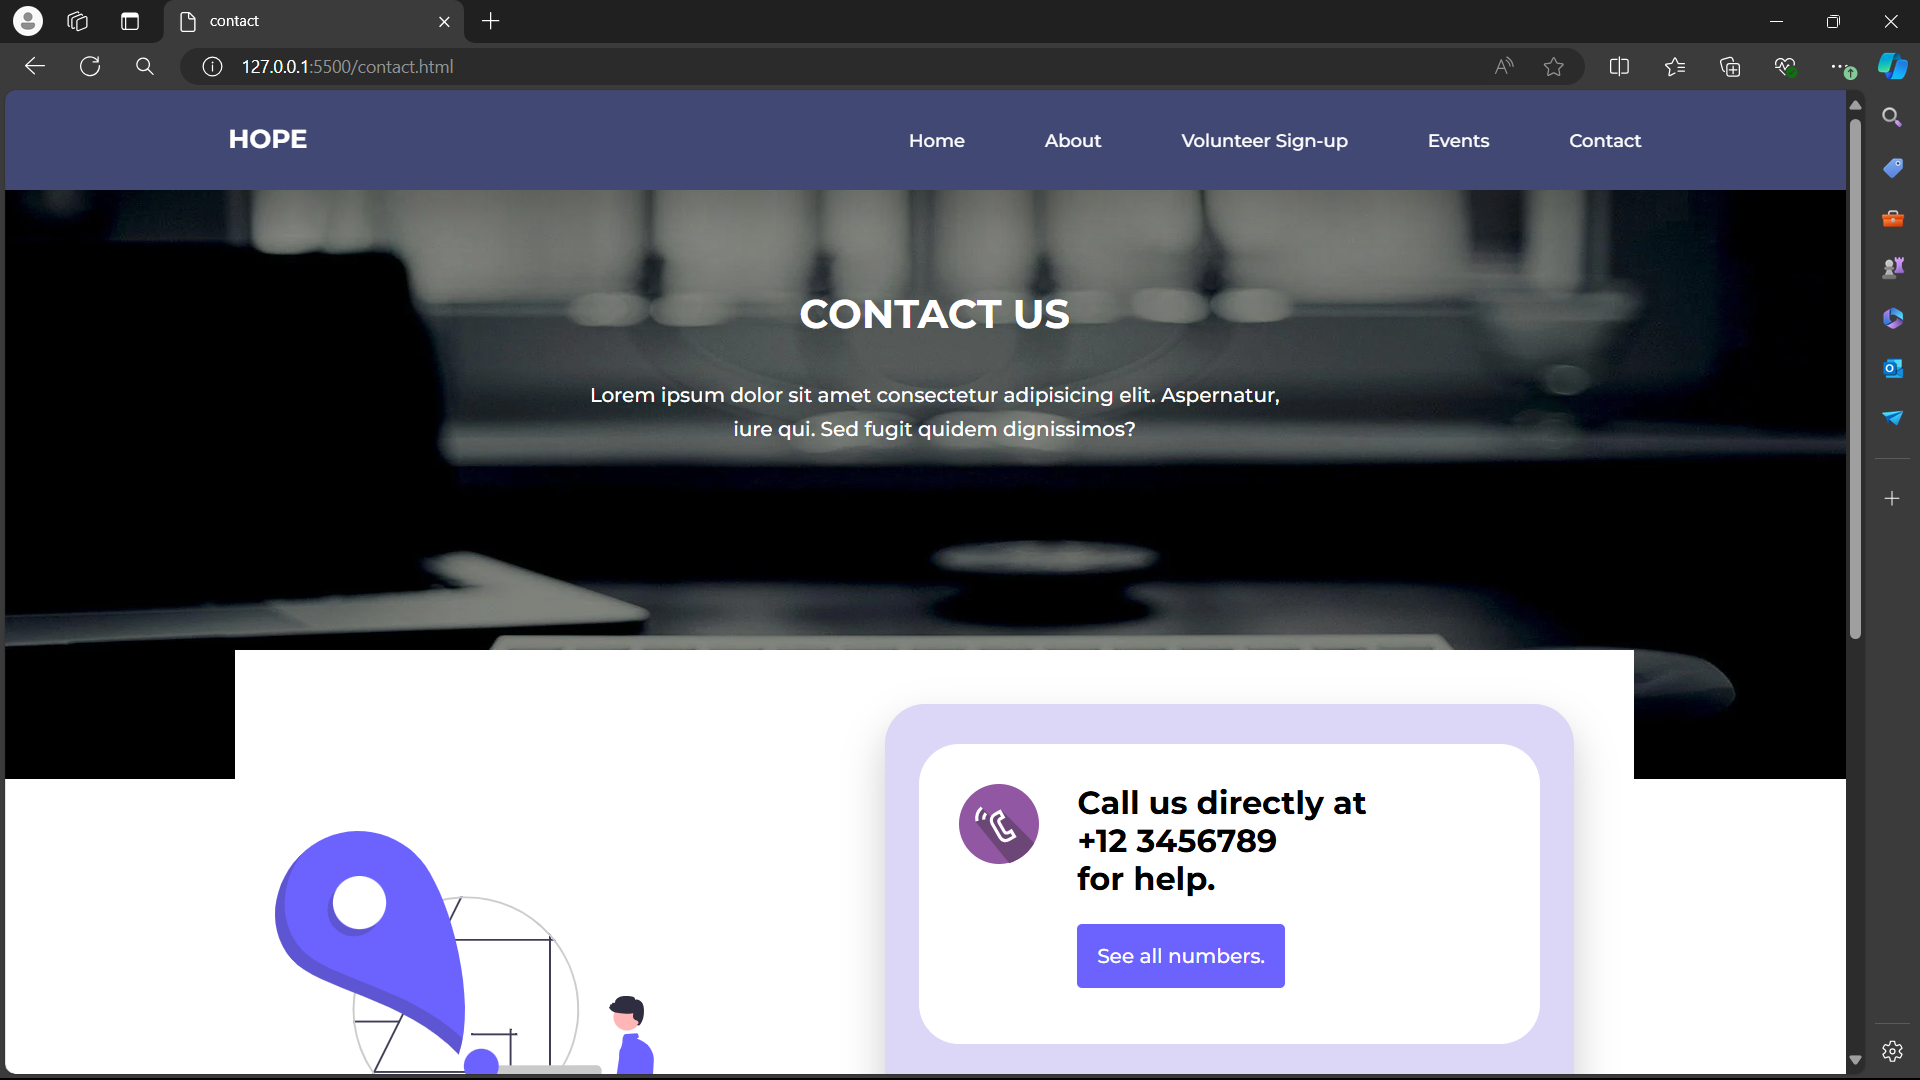 contact
127.0.0.1:5500/contact.html
HOPE
Home About Volunteer Sign-up Events Contact
CONTACT US
Lorem ipsum dolor sit amet consectetur adipisicing elit. Aspernatur,
iure qui. Sed fugit quidem dignissimos?
Call us directly at
+12 3456789
for help.
See all numbers.